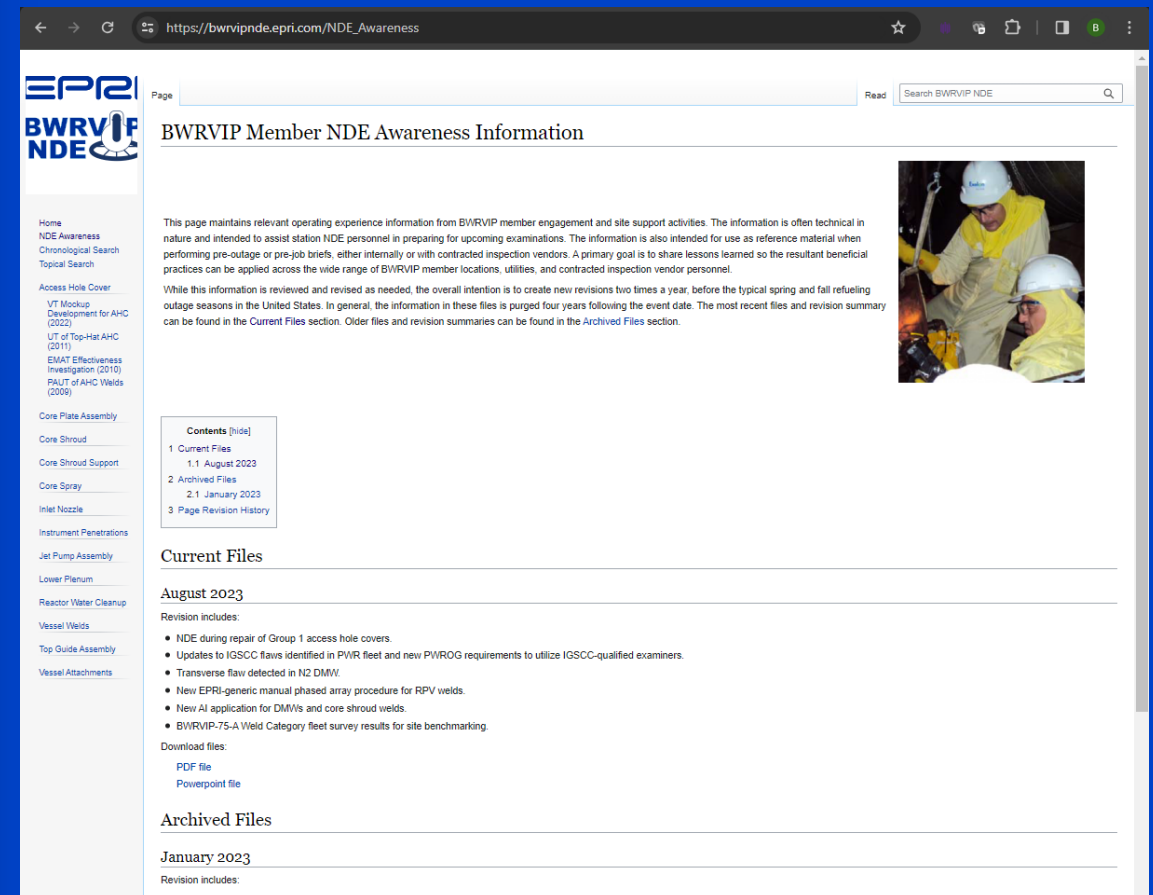 https://bwrvipnde.epri.com/NDE_Awareness
B
EPRI
BWRVIP
NDE
Page
Read
Search BWRVIP NDE
BWRVIP Member NDE Awareness Information
Home
NDE Awareness
Chronological Search
Topical Search
Access Hole Cover
VT Mockup
Development for AHC
(2022)
UT of Top-Hat AHC
(2011)
EMAT Effectiveness
Investigation (2010)
PAUT of AHC Welds
(2009)
Core Plate Assembly
Core Shroud
Core Shroud Support
Core Spray
Inlet Nozzle
Instrument Penetrations
Jet Pump Assembly
Lower Plenum
Reactor Water Cleanup
Vessel Welds
Top Guide Assembly
Vessel Attachments
This page maintains relevant operating experience information from BWRVIP member engagement and site support activities. The information is often technical in
nature and intended to assist station NDE personnel in preparing for upcoming examinations. The information is also intended for use as reference material when
performing pre-outage or pre-job briefs, either internally or with contracted inspection vendors. A primary goal is to share lessons learned so the resultant beneficial
practices can be applied across the wide range of BWRVIP member locations, utilities, and contracted inspection vendor personnel.
While this information is reviewed and revised as needed, the overall intention is to create new revisions two times a year, before the typical spring and fall refueling
outage seasons in the United States. In general, the information in these files is purged four years following the event date. The most recent files and revision summary
can be found in the Current Files section. Older files and revision summaries can be found in the Archived Files section.
Contents [hide]
1 Current Files
1.1 August 2023
2 Archived Files
2.1 January 2023
3 Page Revision History
Current Files
August 2023
Revision includes:
• NDE during repair of Group 1 access hole covers.
• Updates to IGSCC flaws identified in PWR fleet and new PWROG requirements to utilize IGSCC-qualified examiners.
• Transverse flaw detected in N2 DMW.
• New EPRI-generic manual phased array procedure for RPV welds.
• New AI application for DMWs and core shroud welds.
• BWRVIP-75-A Weld Category fleet survey results for site benchmarking.
Download files:
PDF file
Powerpoint file
Archived Files
January 2023
Revision includes: